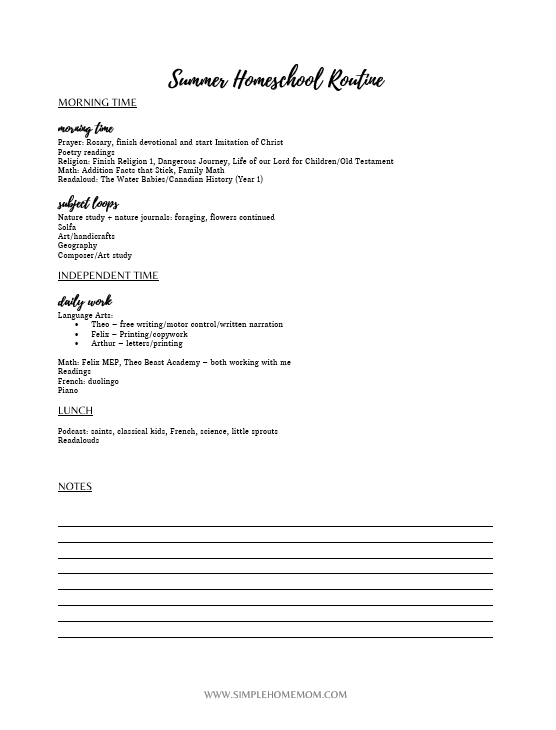 Summer Homeschool Routine
MORNING TIME
morning time
Prayer: Rosary, finish devotional and start Imitation of Christ
Poetry readings
Religion: Finish Religion 1, Dangerous Journey, Life of our Lord for Children/Old Testament
Math: Addition Facts that Stick, Family Math
Readaloud: The Water Babies/Canadian History (Year 1)
subject loops
Nature study + nature journals: foraging, flowers continued
Solfa
Art/handicrafts
Geography
Composer/Art study
INDEPENDENT TIME
daily work
Language Arts:
• Theo – free writing/motor control/written narration
• Felix – Printing/copywork
• Arthur – letters/printing
Math: Felix MEP, Theo Beast Academy – both working with me
Readings
French: duolingo
Piano
LUNCH
Podcast: saints, classical kids, French, science, little sprouts
Readalouds
NOTES
WWW.SIMPLEHOMEMOM.COM